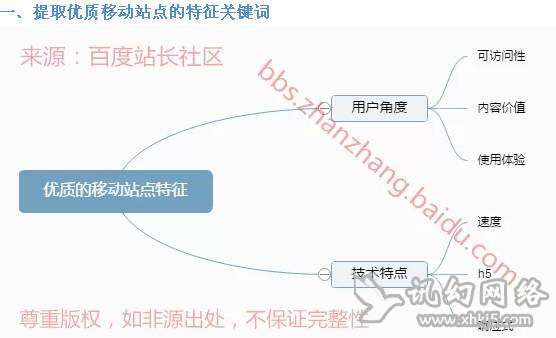 一、提取优质移动站点的特征关键词
来源：百度站长社区
bbs.zhanzhang.baidu.com
优质的移动站点特征
用户角度
可访问性
内容价值
使用体验
技术特点
速度
h5
响应式
尊重版权，如非源出处，不保证完整性
讯幻网络
www.xhkj5.com